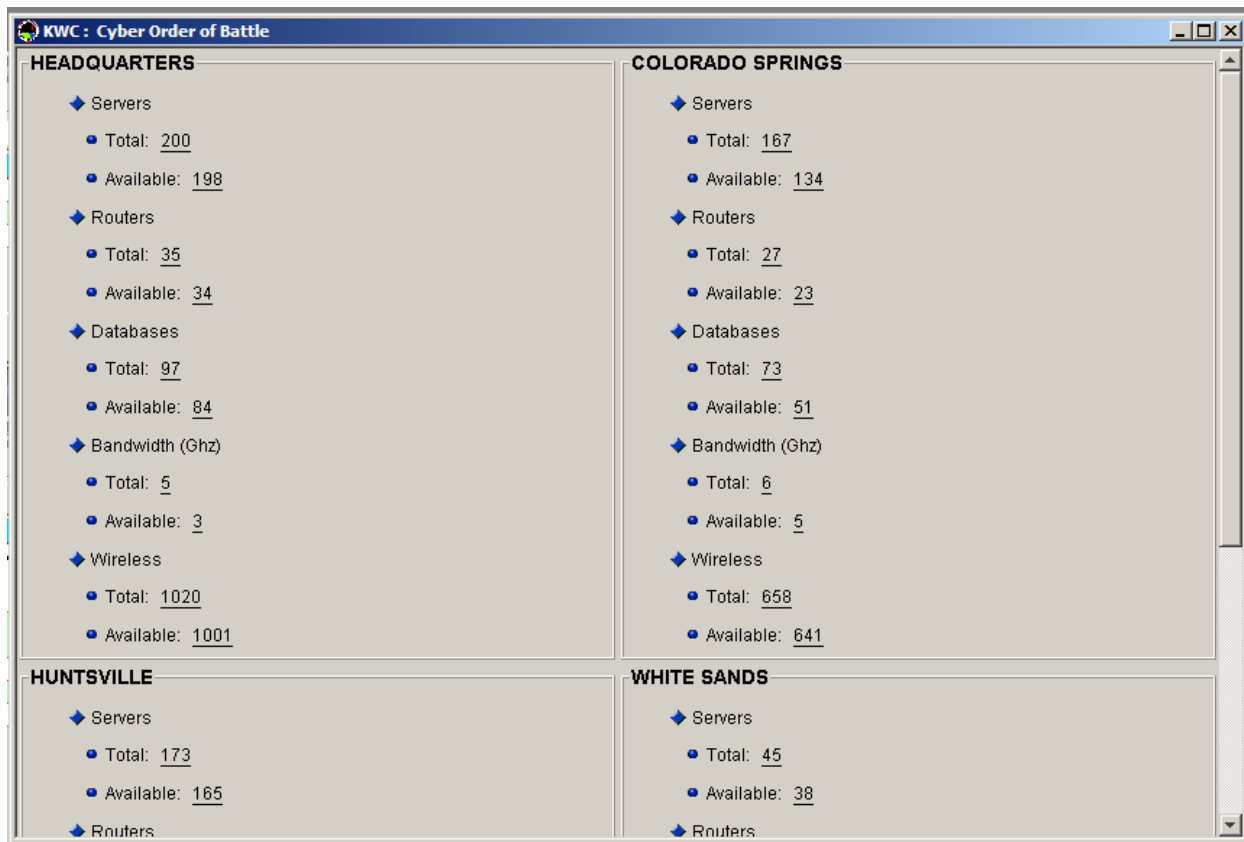 KWC : Cyber Order of Battle
HEADQUARTERS
Servers
Total: 200
Available: 198
Routers
Total: 35
Available: 34
Databases
Total: 97
Available: 84
Bandwidth (Ghz)
Total: 5
Available: 3
Wireless
Total: 1020
Available: 1001
COLORADO SPRINGS
Servers
Total: 167
Available: 134
Routers
Total: 27
Available: 23
Databases
Total: 73
Available: 51
Bandwidth (Ghz)
Total: 6
Available: 5
Wireless
Total: 658
Available: 641
HUNTSVILLE
Servers
Total: 173
Available: 165
Routers
WHITE SANDS
Servers
Total: 45
Available: 38
Routers